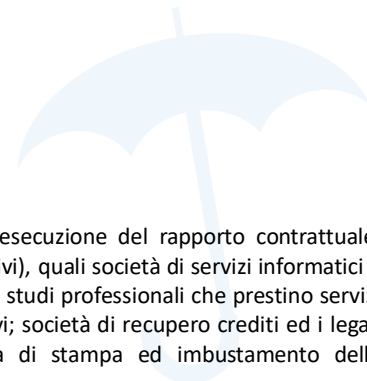 esecuzione del rapporto contrattuale
vi), quali società di servizi informatici
studi professionali che prestino servi
vi; società di recupero crediti ed i lega
di stampa ed imbustamento dell